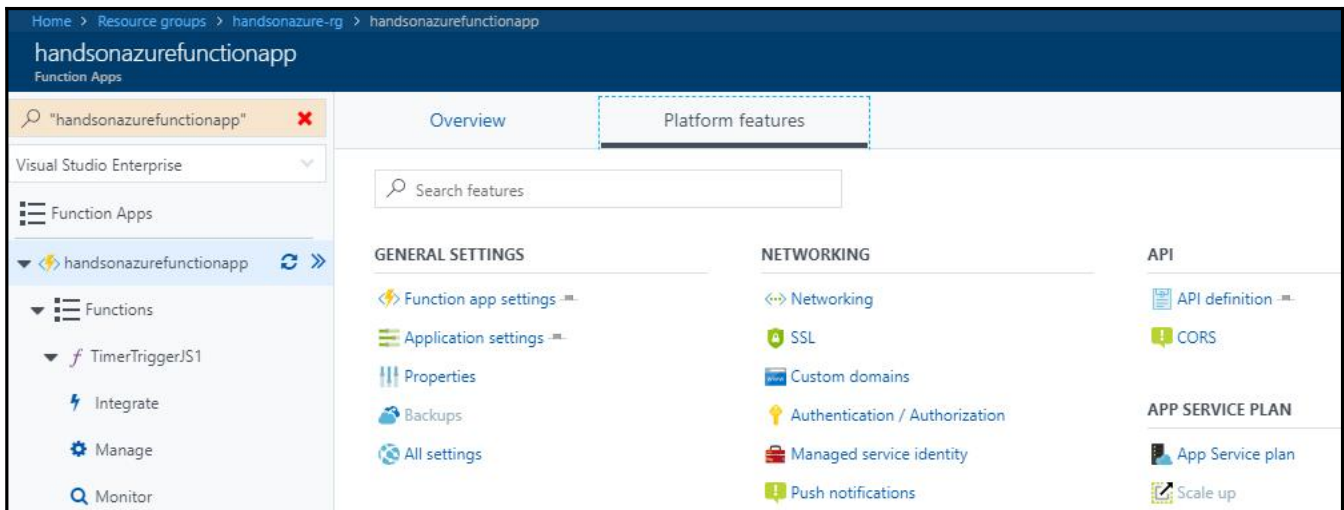 Home > Resource groups > handsonazure-rg > handsonazurefunctionapp
handsonazurefunctionapp
Function Apps
"handsonazurefunctionapp"
Visual Studio Enterprise
Function Apps
handsonazurefunctionapp
Functions
TimerTriggerJS1
Integrate
Manage
Monitor
Overview
Platform features
Search features
GENERAL SETTINGS
Function app settings
Application settings
Properties
Backups
All settings
NETWORKING
Networking
SSL
Custom domains
Authentication / Authorization
Managed service identity
Push notifications
API
API definition
CORS
APP SERVICE PLAN
App Service plan
Scale up